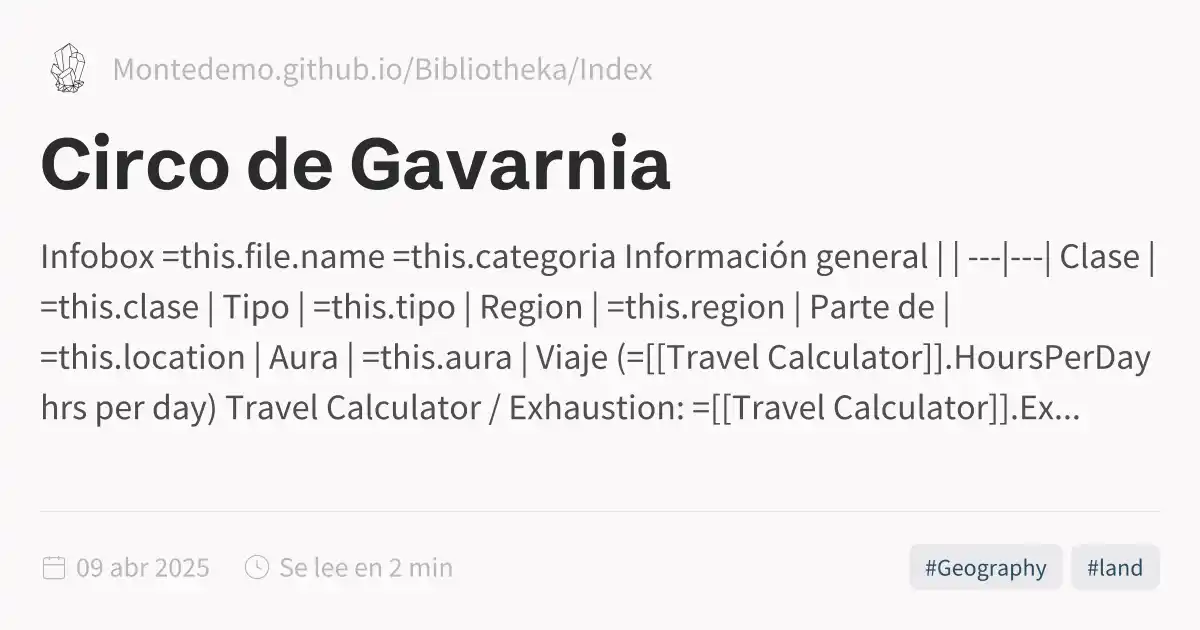 Montedemo.github.io/Bibliotheka/Index
Circo de Gavarnia
Infobox =this.file.name =this.categoria Información general | | ---|---| Clase |
=this.clase | Tipo | =this.tipo | Region | =this.region | Parte de |
=this.location | Aura | =this.aura | Viaje (=[[Travel Calculator]].HoursPerDay
hrs per day) Travel Calculator / Exhaustion: =[[Travel Calculator]].Ex...
09 abr 2025 Se lee en 2 min #Geography #land